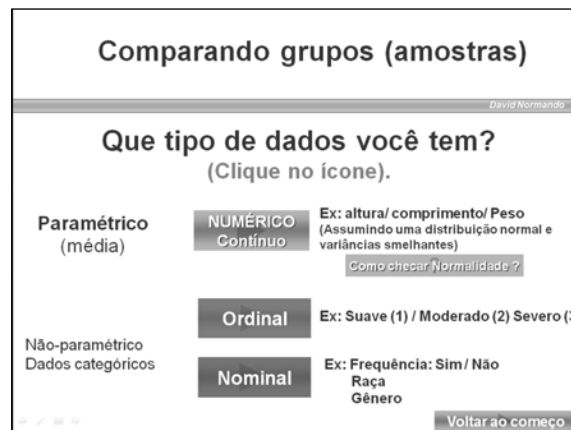 Comparando grupos (amostras)
David Normando
Que tipo de dados você tem?
(Clique no ícone).
Paramétrico
(média)
NUMÉRICO
Contínuo
Ex: altura/ comprimento/ Peso
(Assumindo uma distribuição normal e
variâncias smelhantes)
Como checar Normalidade ?
Ordinal
Ex: Suave (1) / Moderado (2) Severo (3
Não-paramétrico
Dados categóricos
Nominal
Ex: Frequência: Sim / Não
Raça
Gênero
Voltar ao começo